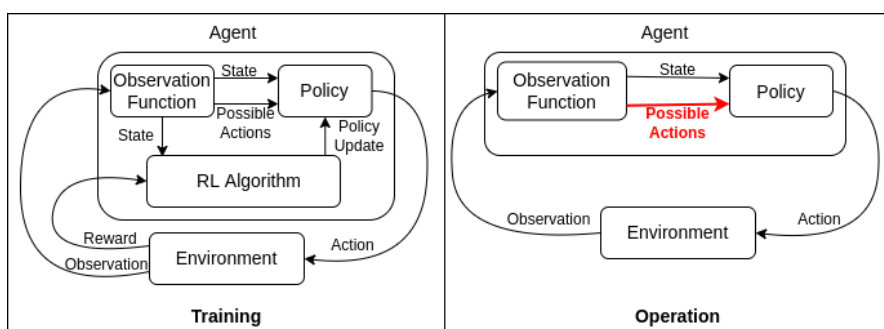 Agent
Observation
Function
State
Possible
Actions
Policy
State
Policy
Update
RL Algorithm
Reward
Observation
Environment
Action
Training
Agent
Observation
Function
State
Possible
Actions
Policy
Observation
Environment
Action
Operation